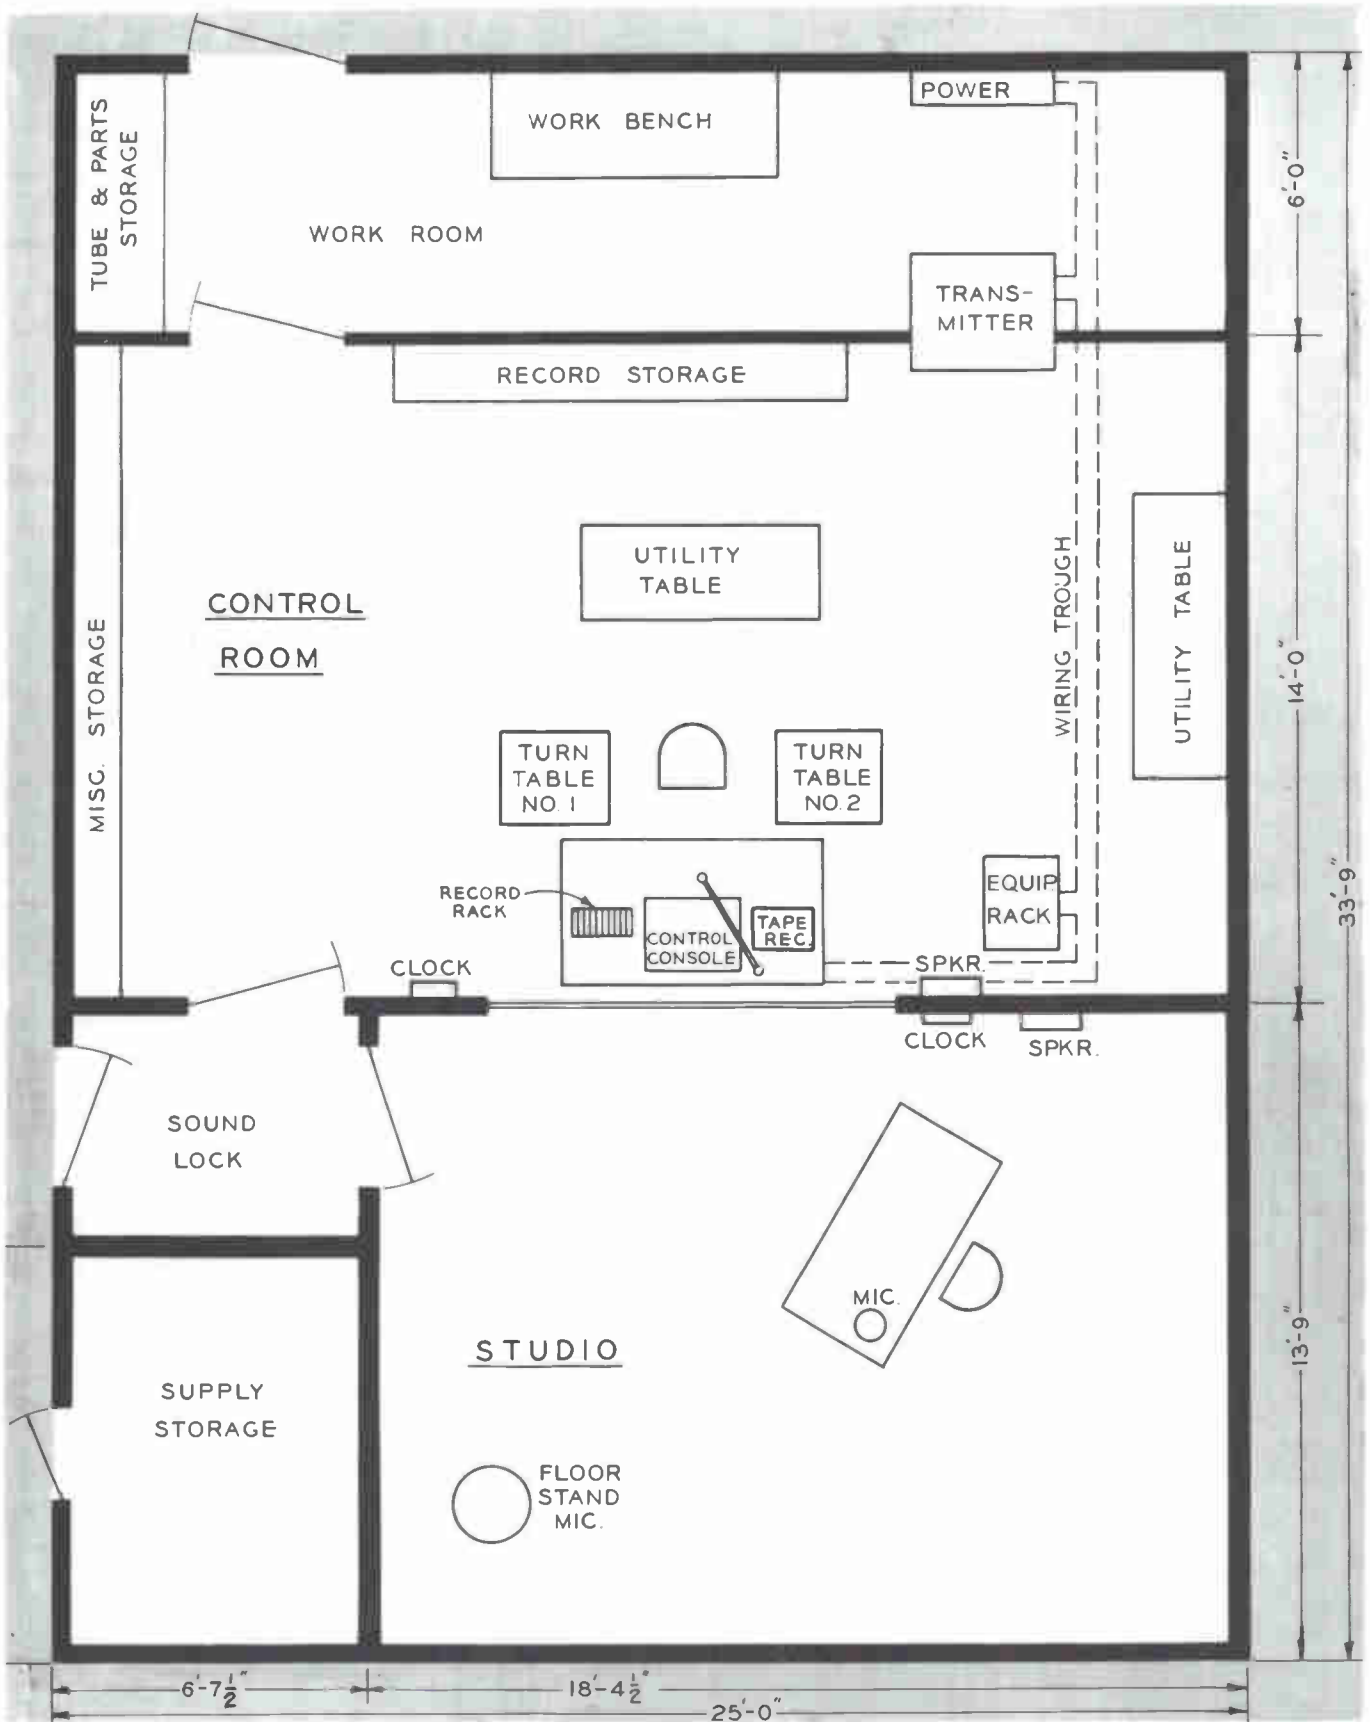 TUBE & PARTS
STORAGE
WORK BENCH
POWER
WORK ROOM
TRANS-
MITTER
6'-0"
RECORD STORAGE
UTILITY
TABLE
CONTROL
ROOM
MISC. STORAGE
WIRING TROUGH
UTILITY TABLE
14'-0"
TURN
TABLE
NO. 1
TURN
TABLE
NO. 2
RECORD
RACK
CONTROL
CONSOLE
TAPE
REC.
EQUIP.
RACK
33'-9"
CLOCK
SPKR.
CLOCK
SPKR.
SOUND
LOCK
MIC.
STUDIO
13'-9"
SUPPLY
STORAGE
FLOOR
STAND
MIC.
6'-7½"
18'-4½"
25'-0"